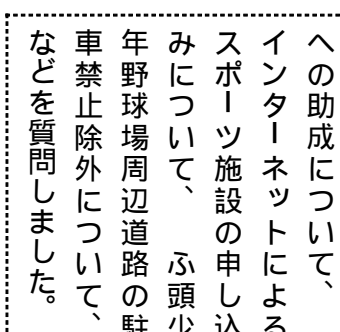 への助成について、
インターネットによる
スポーツ施設の申し込
みについて、　ふ頭少
年野球場周辺道路の駐
車禁止除外について、
などを質問しました。